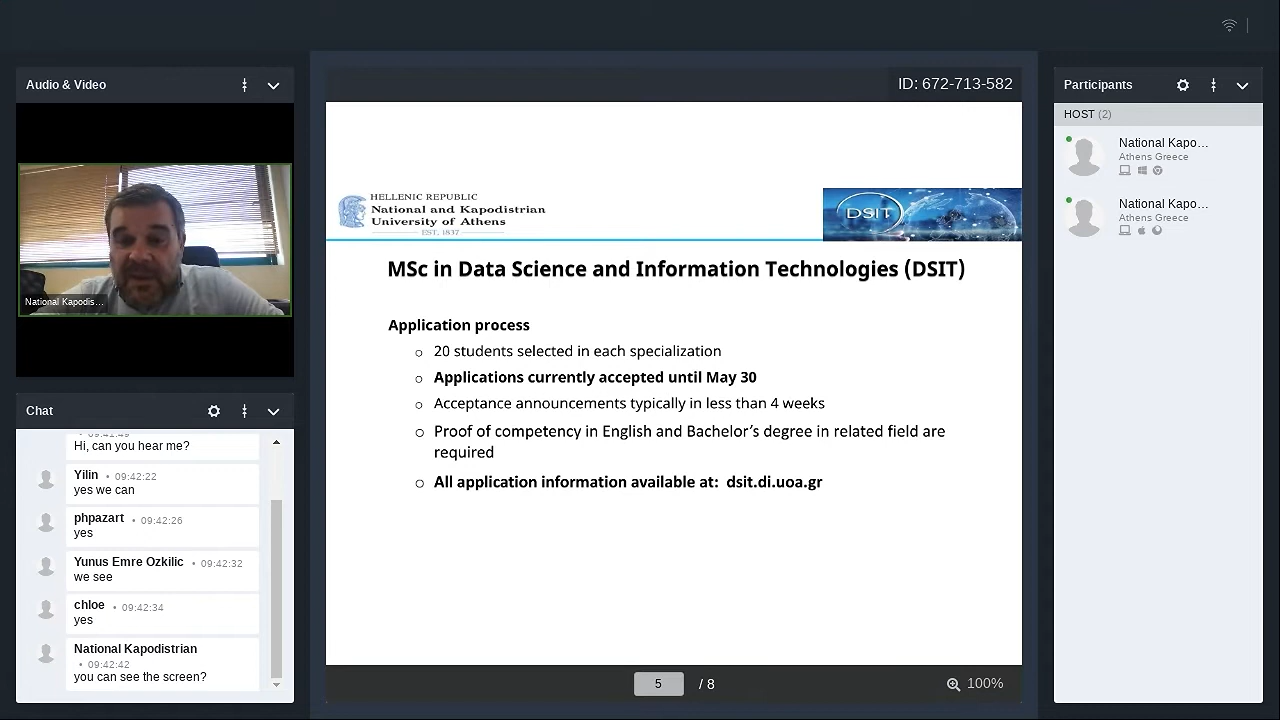 ID: 672-713-582
Audio & Video
National Kapodis...
Chat
09:41:49
Hi, can you hear me?
Yilin • 09:42:22
yes we can
phpazart • 09:42:26
yes
Yunus Emre Ozkilic • 09:42:32
we see
chloe • 09:42:34
yes
National Kapodistrian
• 09:42:42
you can see the screen?
HELLENIC REPUBLIC
National and Kapodistrian
University of Athens
EST. 1837
DSIT
MSc in Data Science and Information Technologies (DSIT)
Application process
o 20 students selected in each specialization
o Applications currently accepted until May 30
o Acceptance announcements typically in less than 4 weeks
o Proof of competency in English and Bachelor’s degree in related field are
required
o All application information available at: dsit.di.uoa.gr
5 / 8
100%
Participants
HOST (2)
National Kapo...
Athens Greece
National Kapo...
Athens Greece